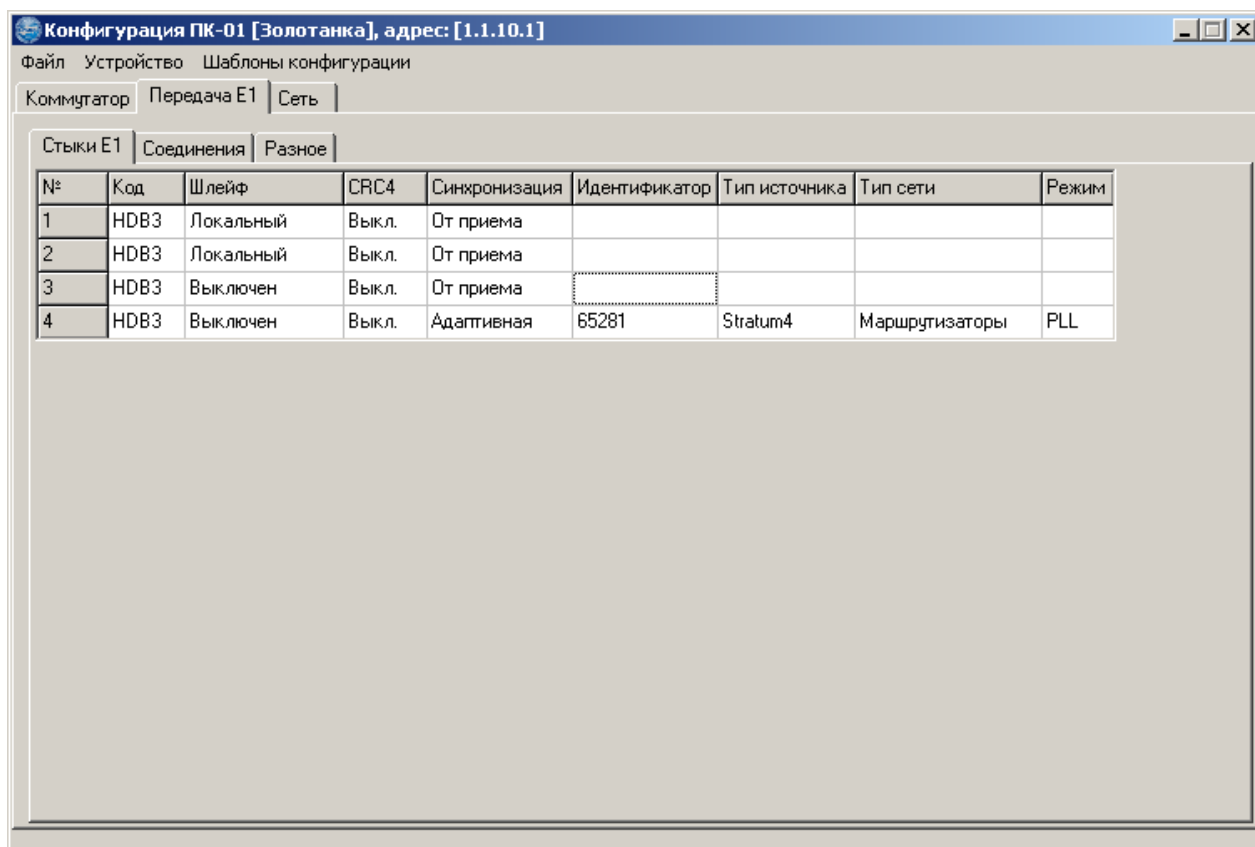 Конфигурация ПК-01 [Золотанка], адрес: [1.1.10.1]
Файл Устройство Шаблоны конфигурации
Коммутатор Передача E1 Сеть
Стыки E1 Соединения Разное
№ Код Шлейф CRC4 Синхронизация Идентификатор Тип источника Тип сети Режим
1 HDB3 Локальный Выкл. От приема
2 HDB3 Локальный Выкл. От приема
3 HDB3 Выключен Выкл. От приема
4 HDB3 Выключен Выкл. Адаптивная 65281 Stratum4 Маршрутизаторы PLL